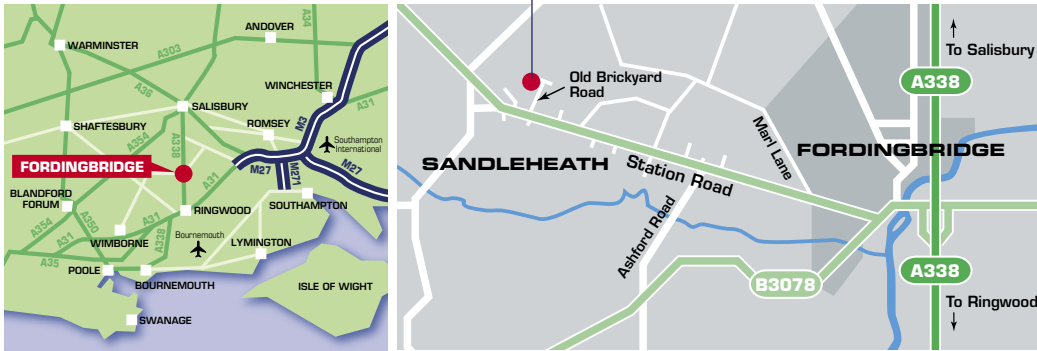 ANDOVER
A34
WARMINSTER
A303
A36
WINCHESTER
A31
SALISBURY
M3
ROMSEY
SHAFTESBURY
A354
A338
Southampton
International
FORDINGBRIDGE
M27
M271
M27
A31
BLANDFORD
FORUM
RINGWOOD
SOUTHAMPTON
A354
A350
A31
A31
WIMBORNE
A338
Bournemouth
LYMINGTON
A35
POOLE
BOURNEMOUTH
ISLE OF WIGHT
SWANAGE
To Salisbury
A338
Old Brickyard
Road
Marl Lane
SANDLEHEATH
FORDINGBRIDGE
Station Road
Ashford Road
A338
B3078
To Ringwood